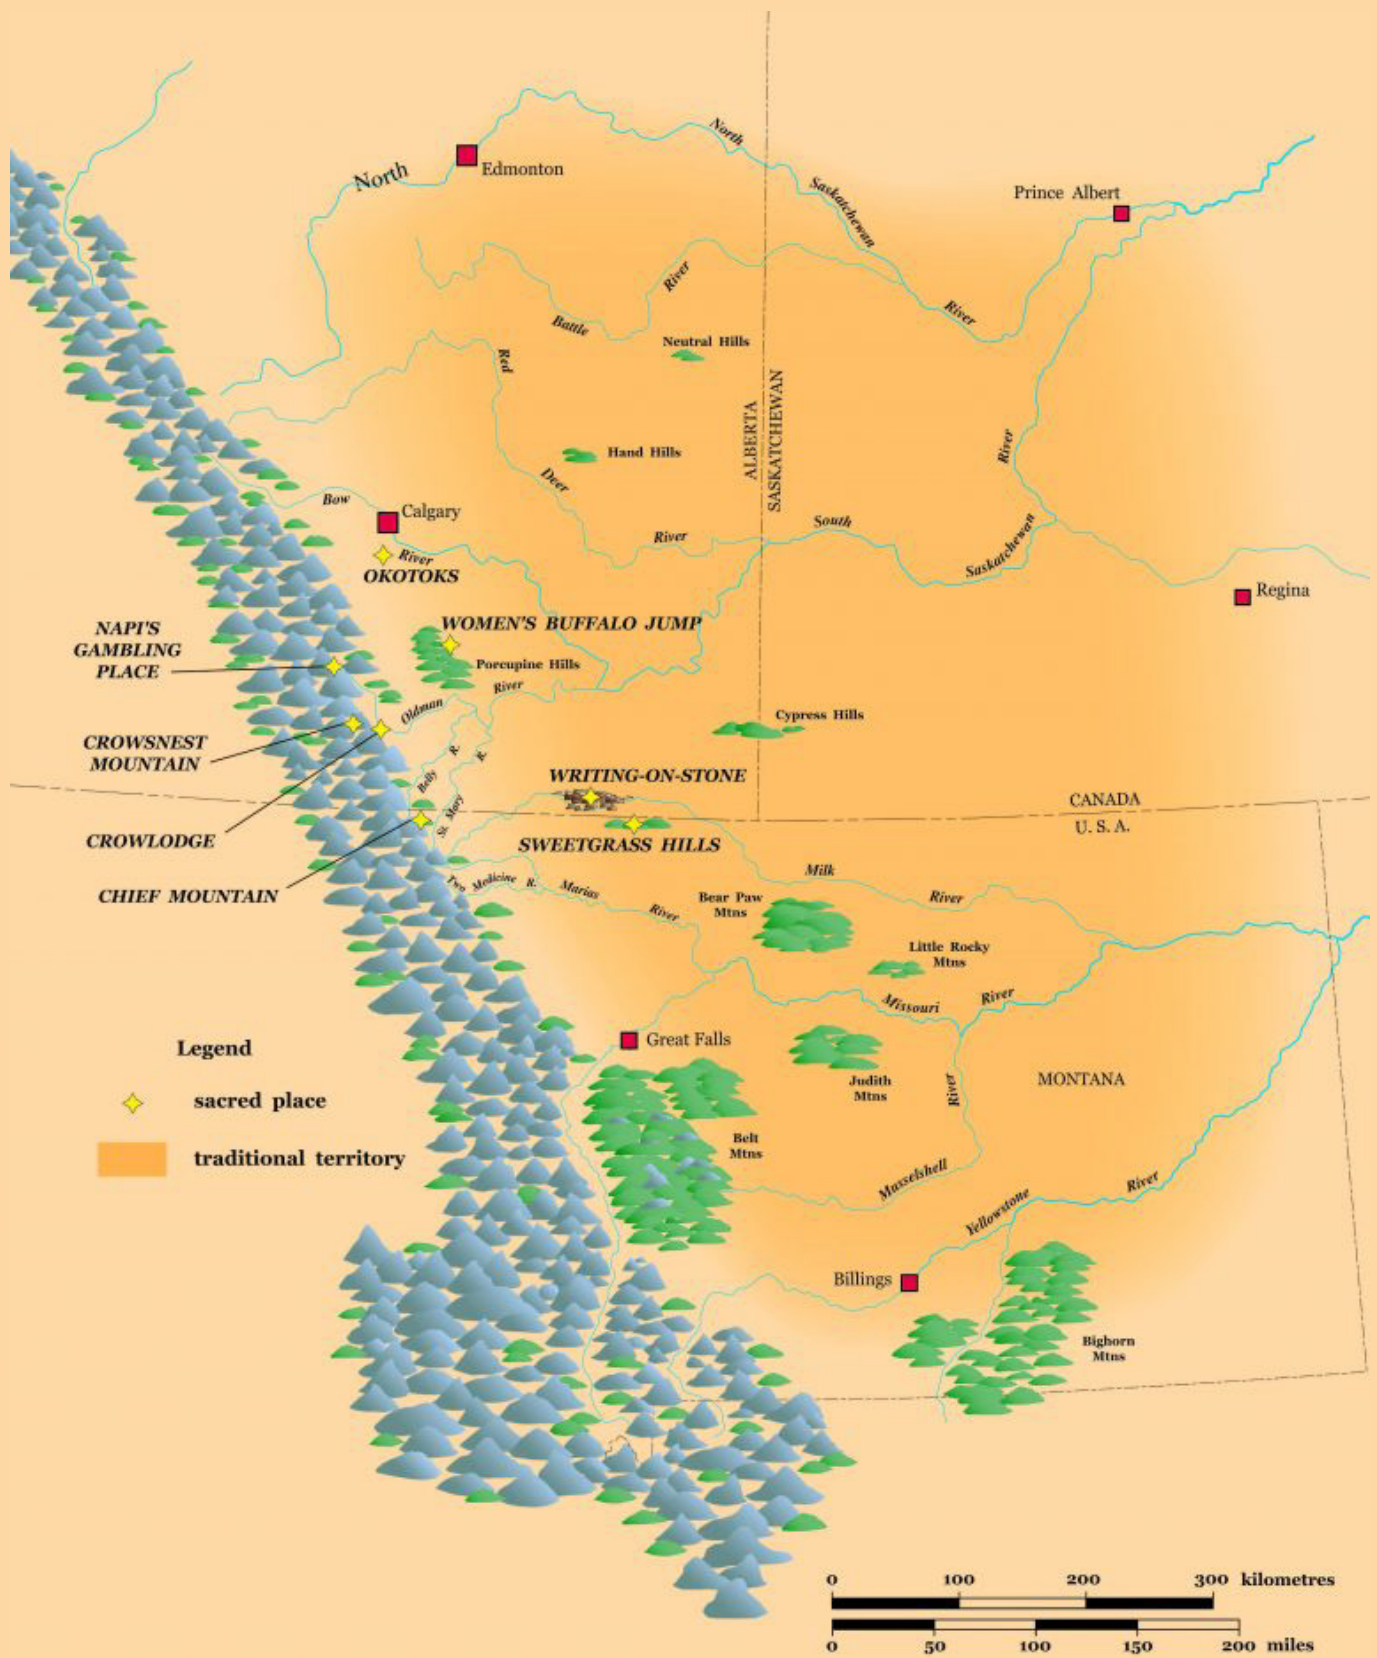 North
Edmonton
North
Saskatchewan
River
Prince Albert
Battle
River
Neutral Hills
Red
Deer
River
Hand Hills
ALBERTA
SASKATCHEWAN
River
South
Saskatchewan
Bow
Calgary
River
OKOTOKS
Regina
NAPI'S
GAMBLING
PLACE
WOMEN'S BUFFALO JUMP
Porcupine Hills
Oldman
River
CROWSNEST
MOUNTAIN
Belly
R.
St. Mary
R.
Cypress Hills
WRITING-ON-STONE
CANADA
U. S. A.
CROWLODGE
SWEETGRASS HILLS
CHIEF MOUNTAIN
Two Medicine R.
Marias
River
Milk
River
Bear Paw
Mtns
Little Rocky
Mtns
Missouri
River
Great Falls
Judith
Mtns
River
MONTANA
Legend
sacred place
traditional territory
Belt
Mtns
Musselshell
Yellowstone
River
Billings
Bighorn
Mtns
0 100 200 300 kilometres
0 50 100 150 200 miles